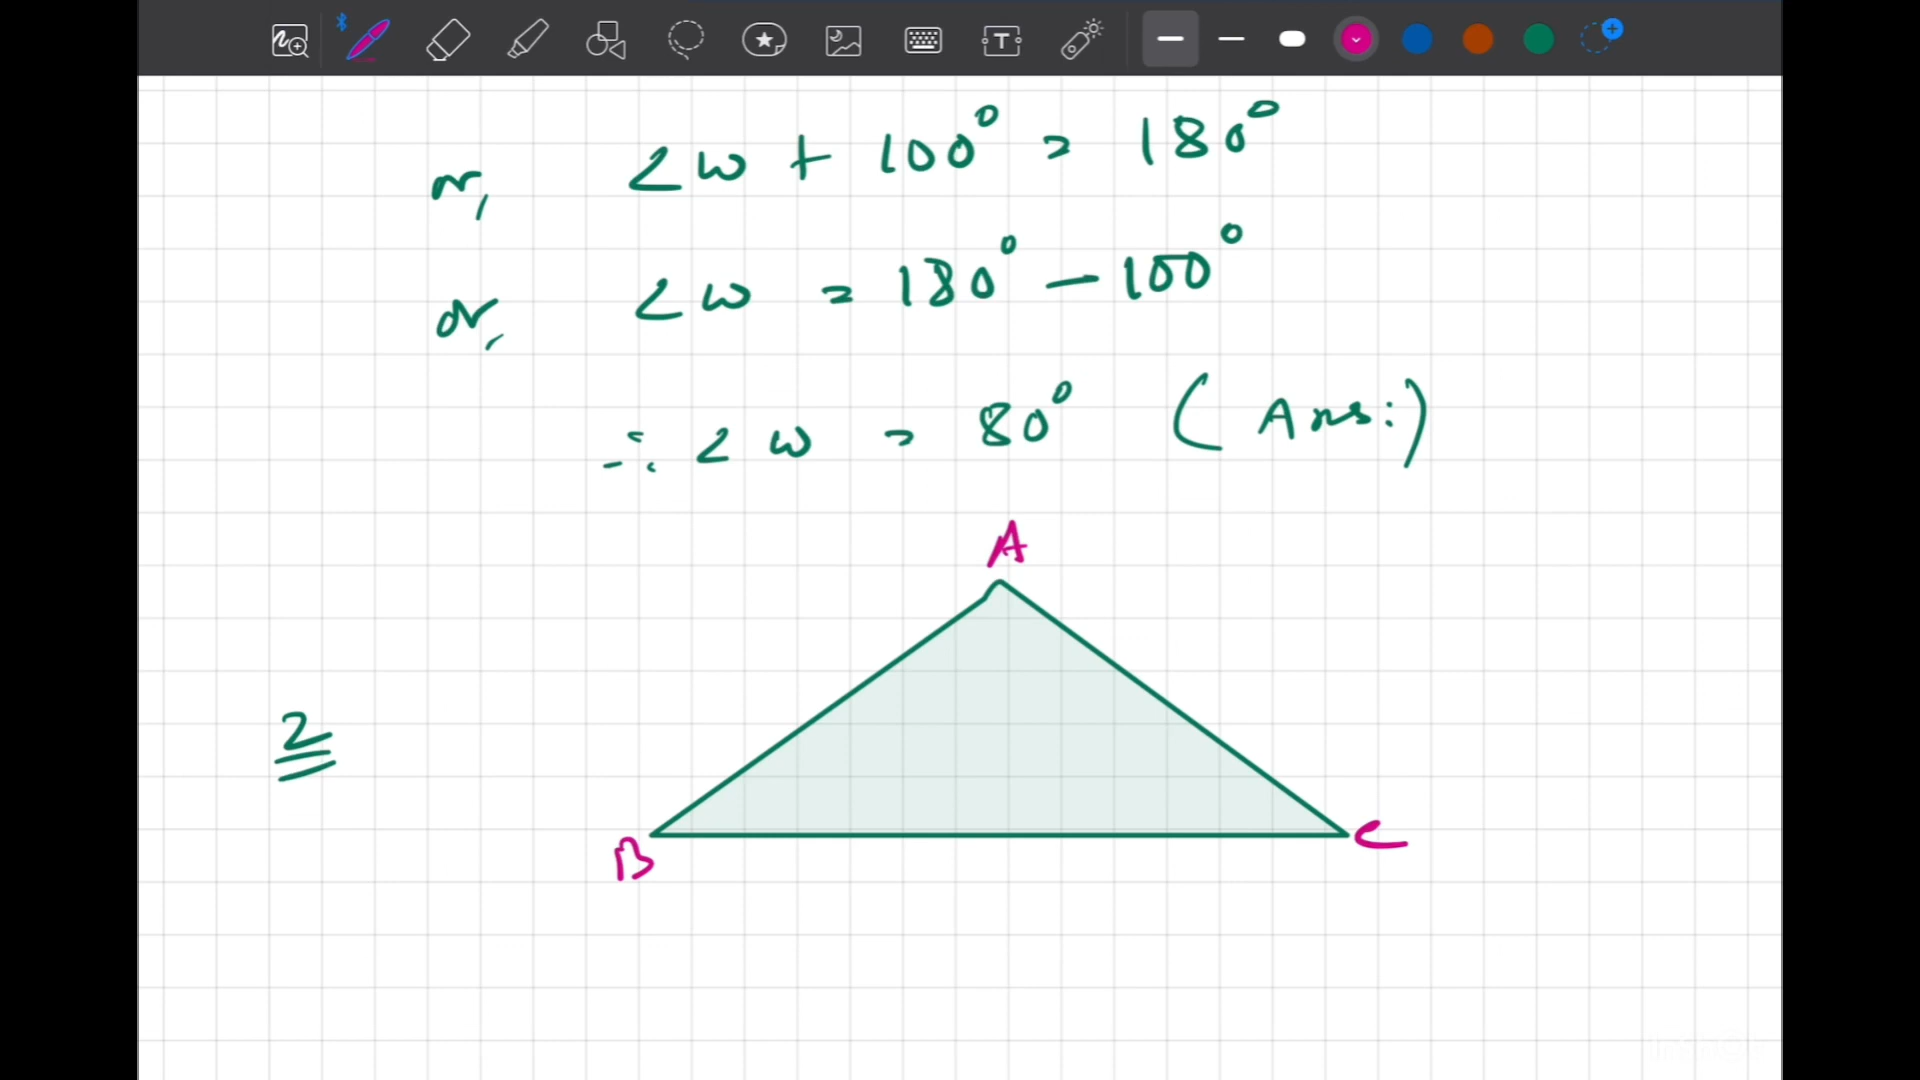 or, ∠w + 100° = 180°
or, ∠w = 180° - 100°
∴ ∠w = 80° (Ans:)
A
2
B C